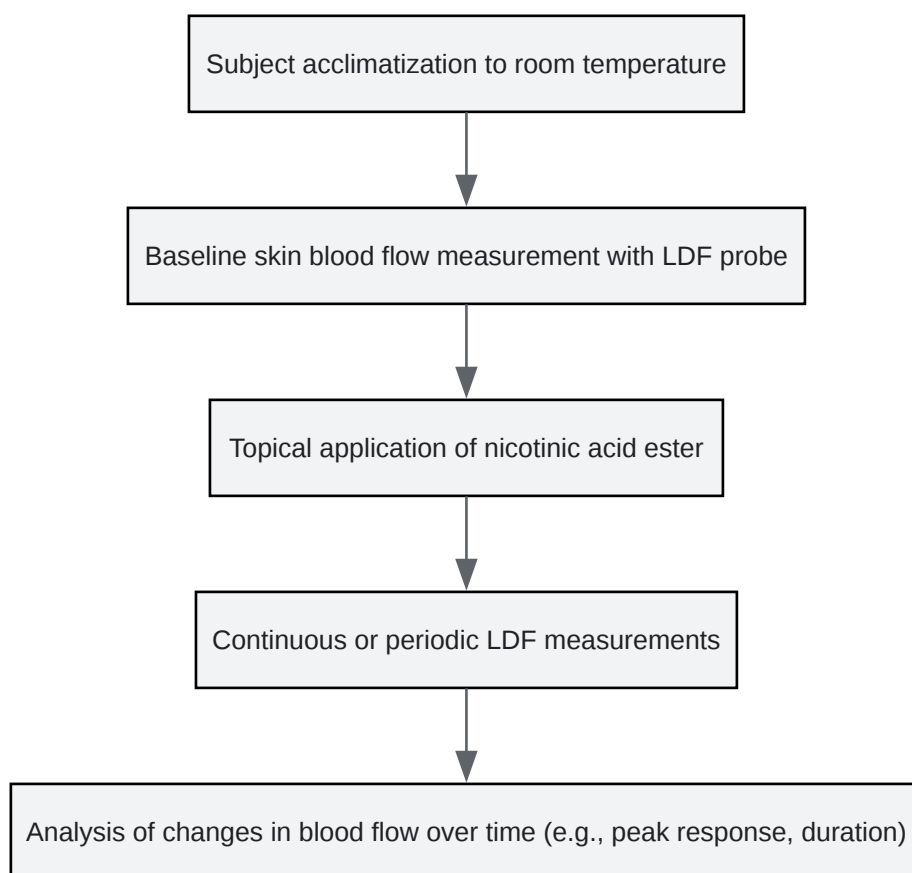 Subject acclimatization to room temperature
Baseline skin blood flow measurement with LDF probe
Topical application of nicotinic acid ester
Continuous or periodic LDF measurements
Analysis of changes in blood flow over time (e.g., peak response, duration)